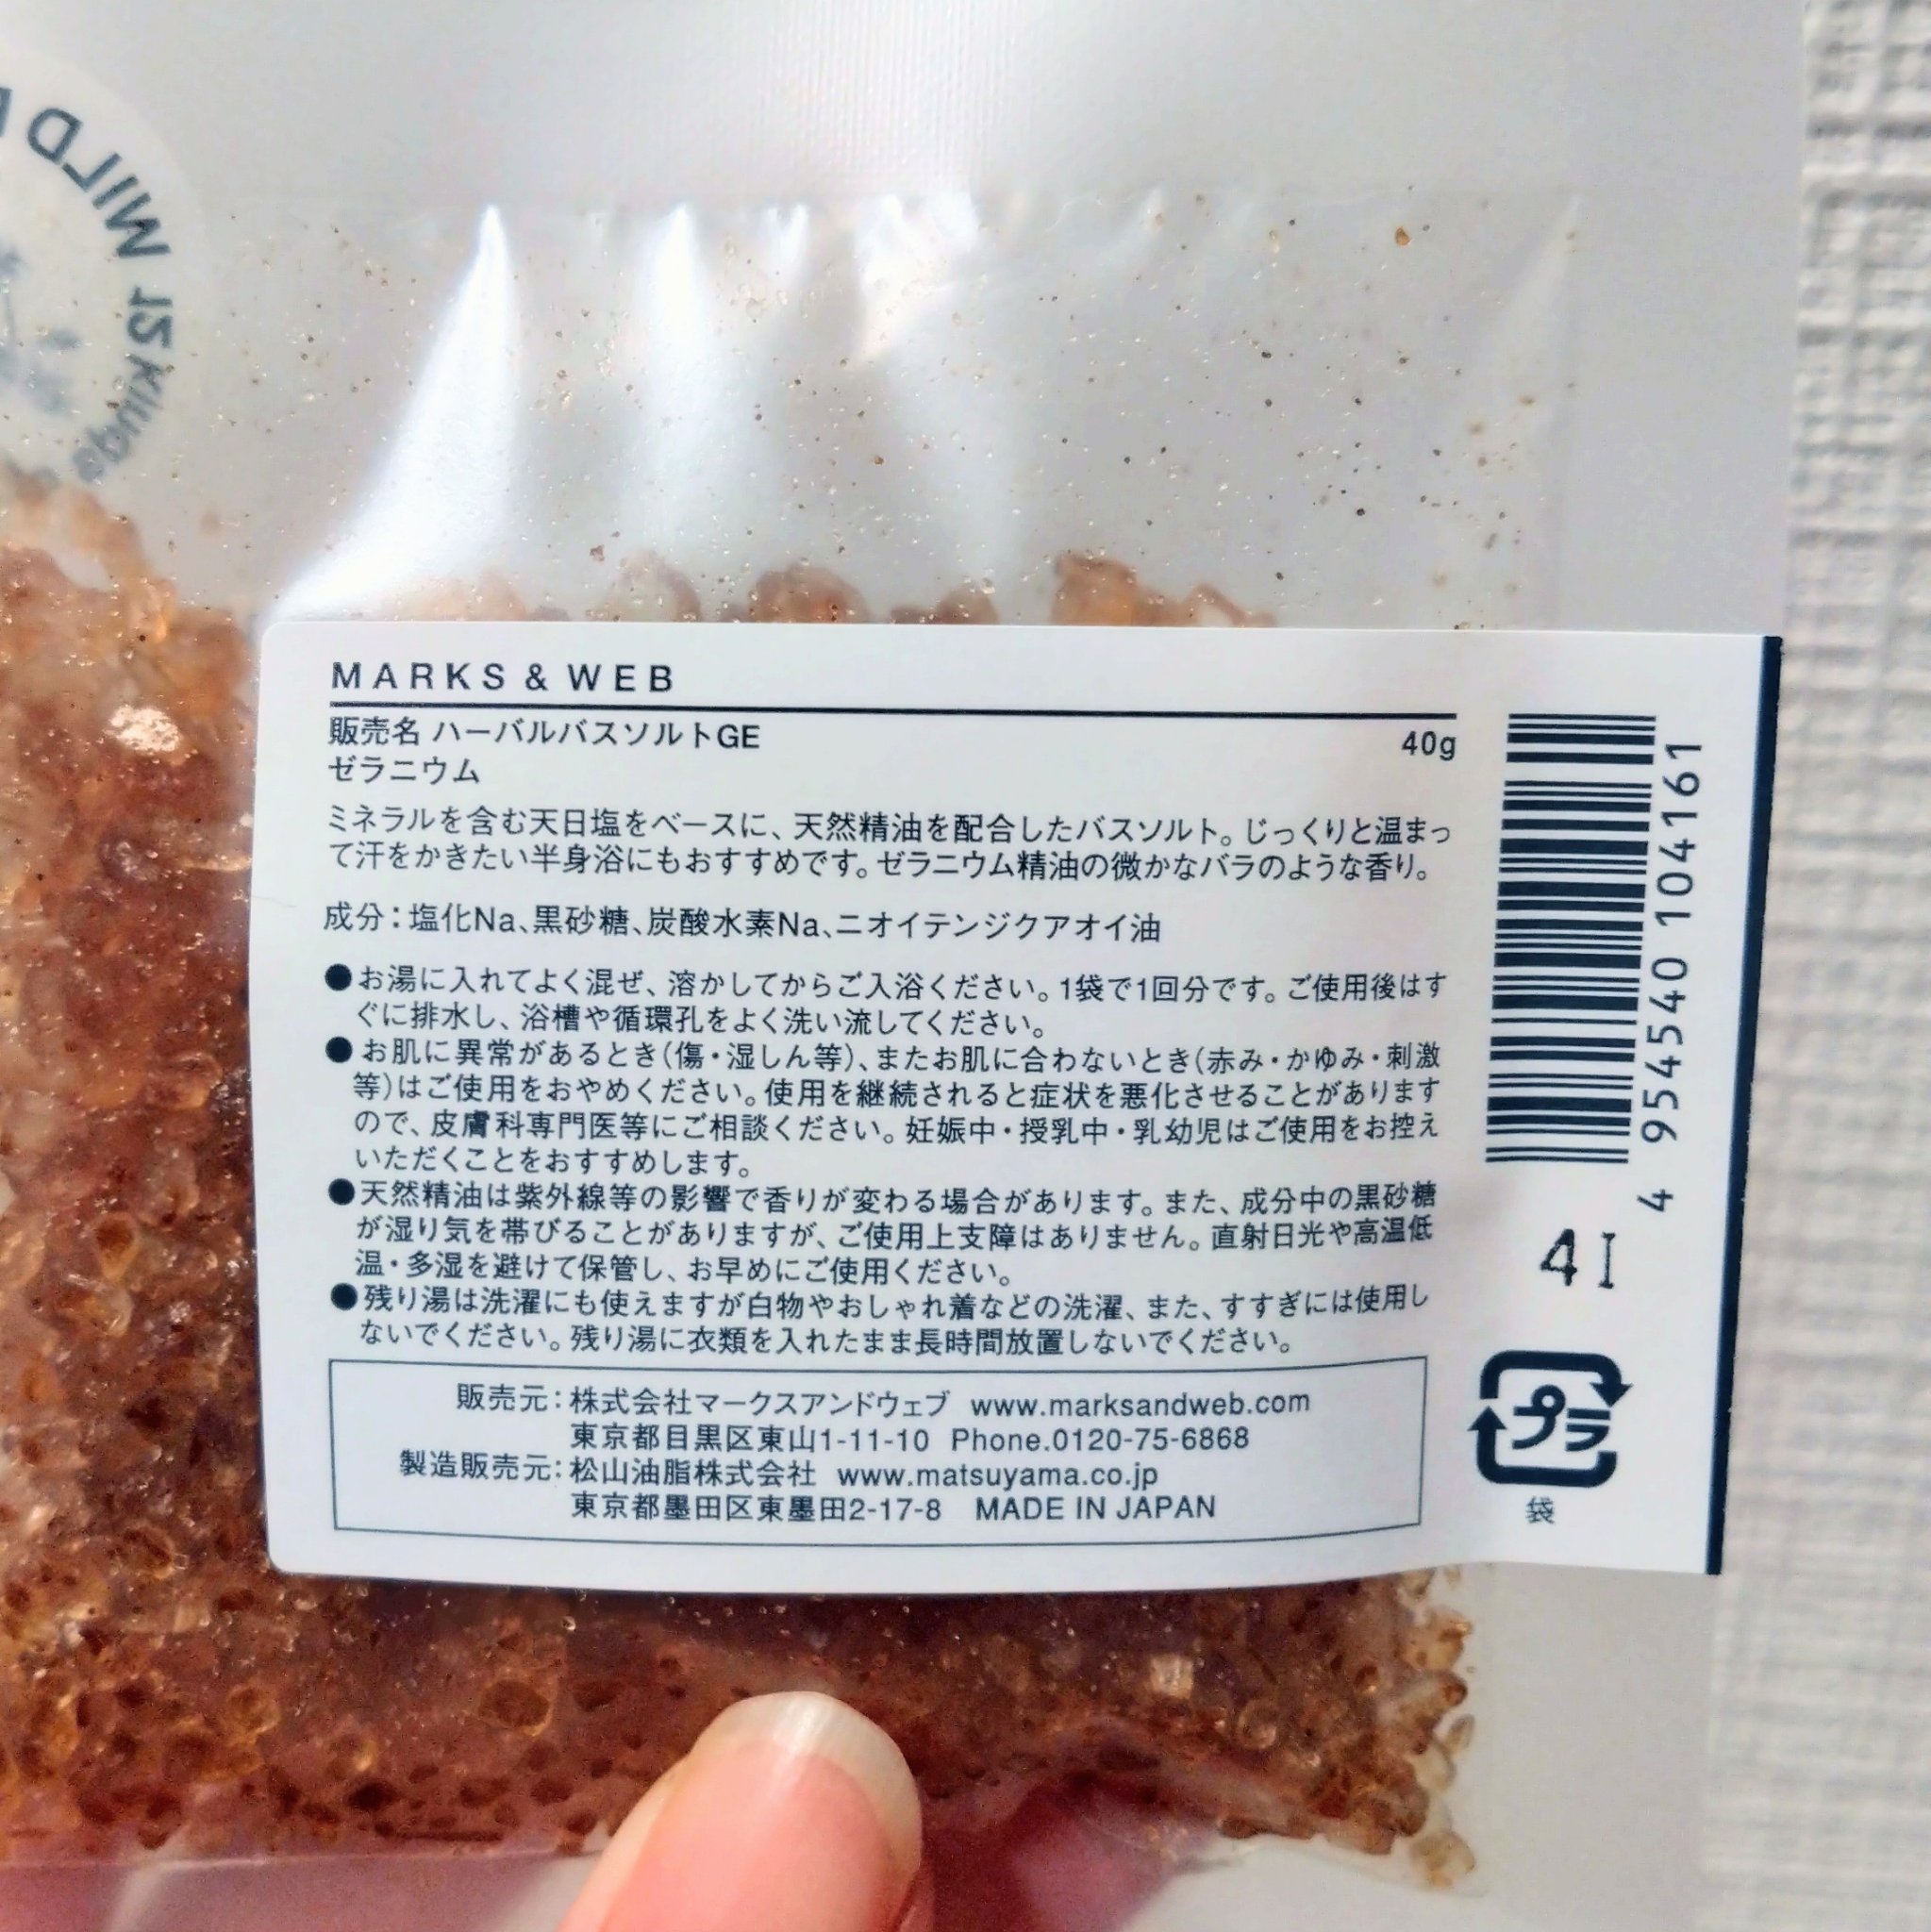 WILD
12 kinds
MARKS & WEB
販売名 ハーバルバスソルトGE 40g
ゼラニウム
ミネラルを含む天日塩をベースに、天然精油を配合したバスソルト。じっくりと温まっ
て汗をかきたい半身浴にもおすすめです。ゼラニウム精油の微かなバラのような香り。
成分：塩化Na、黒砂糖、炭酸水素Na、ニオイテンジクアオイ油
●お湯に入れてよく混ぜ、溶かしてからご入浴ください。1袋で1回分です。ご使用後はす
ぐに排水し、浴槽や循環孔をよく洗い流してください。
●お肌に異常があるとき(傷・湿しん等)、またお肌に合わないとき(赤み・かゆみ・刺激
等)はご使用をおやめください。使用を継続されると症状を悪化させることがあります
ので、皮膚科専門医等にご相談ください。妊娠中・授乳中・乳幼児はご使用をお控え
いただくことをおすすめします。
●天然精油は紫外線等の影響で香りが変わる場合があります。また、成分中の黒砂糖
が湿り気を帯びることがありますが、ご使用上支障はありません。直射日光や高温低
温・多湿を避けて保管し、お早めにご使用ください。
●残り湯は洗濯にも使えますが白物やおしゃれ着などの洗濯、また、すすぎには使用し
ないでください。残り湯に衣類を入れたまま長時間放置しないでください。
販売元：株式会社マークスアンドウェブ www.marksandweb.com
東京都目黒区東山1-11-10 Phone.0120-75-6868
製造販売元：松山油脂株式会社 www.matsuyama.co.jp
東京都墨田区東墨田2-17-8 MADE IN JAPAN
4 954540 104161
4I
プラ
袋